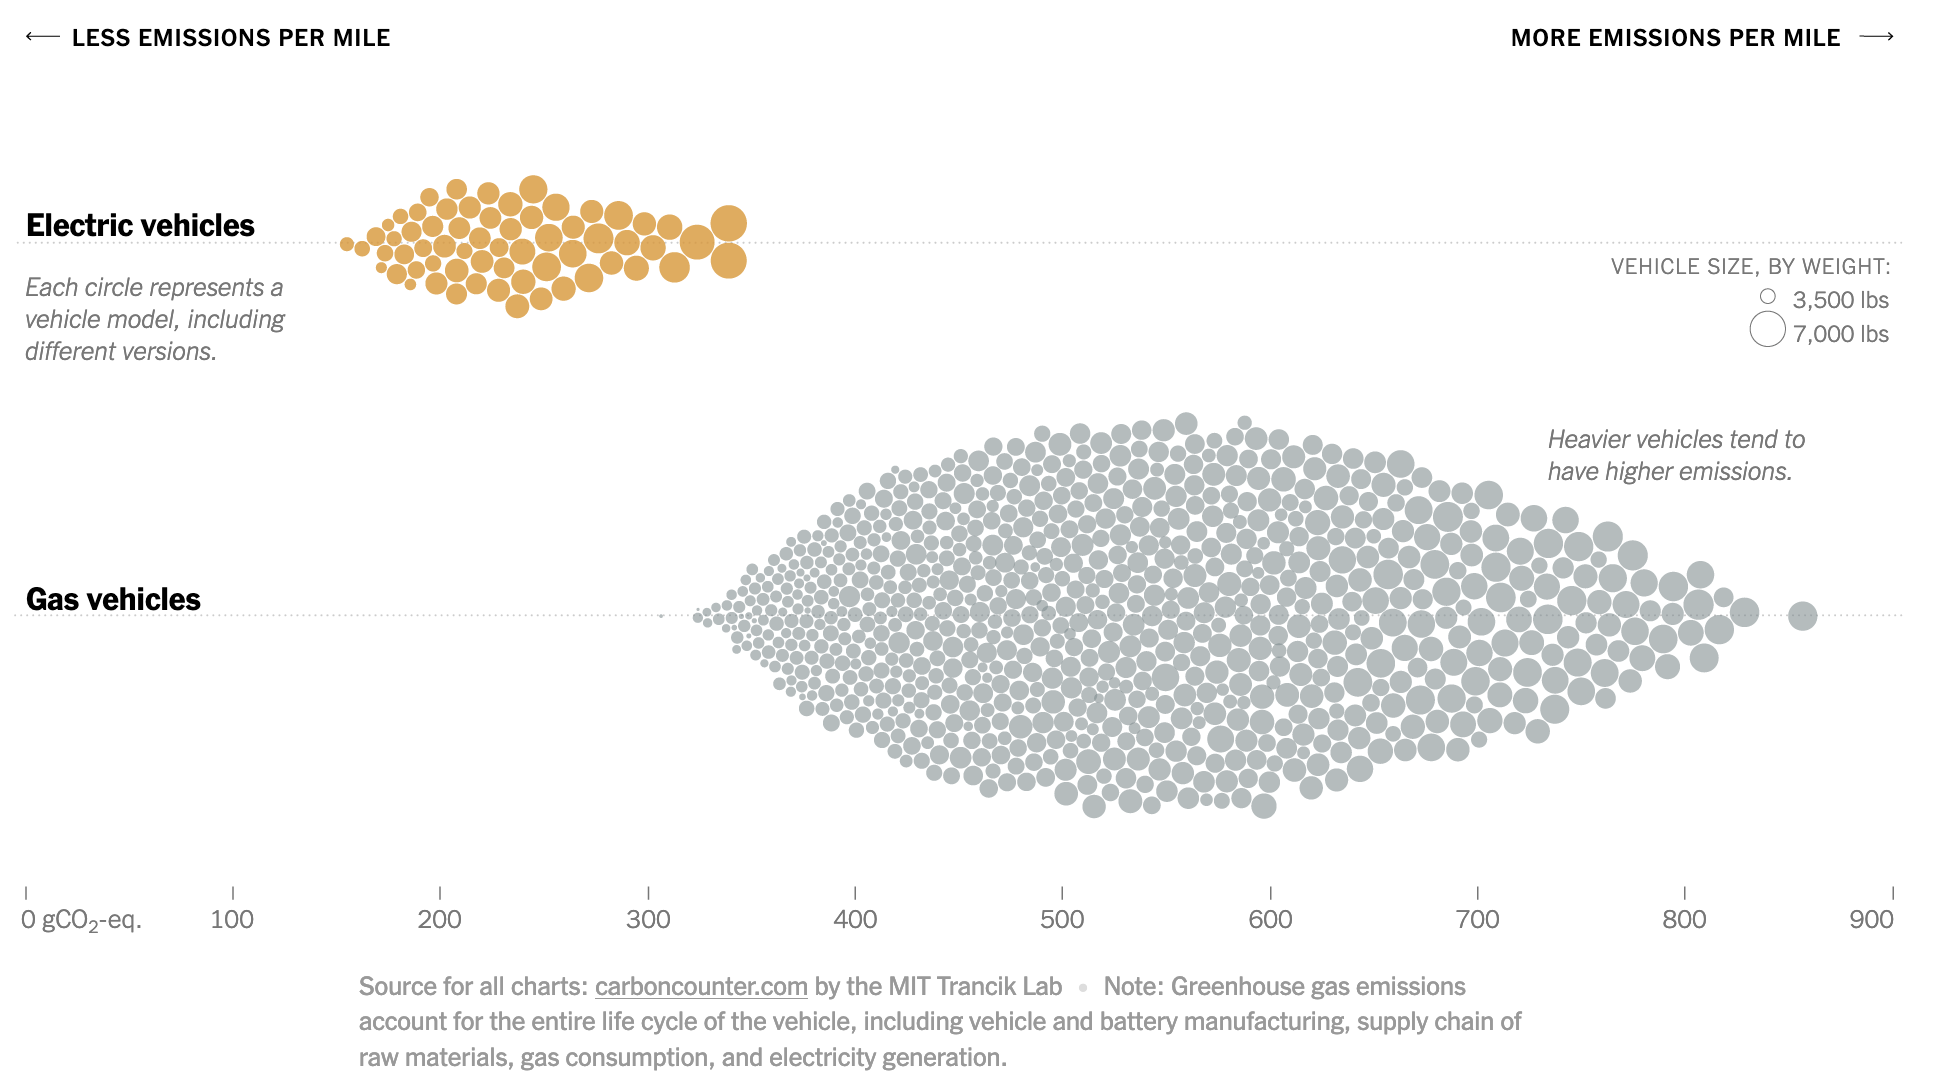 LESS EMISSIONS PER MILE
MORE EMISSIONS PER MILE
Electric vehicles
Each circle represents a
vehicle model, including
different versions.
VEHICLE SIZE, BY WEIGHT:
3,500 lbs
7,000 lbs
Heavier vehicles tend to
have higher emissions.
Gas vehicles
0 gCO₂-eq. 100 200 300 400 500 600 700 800 900
Source for all charts: carboncounter.com by the MIT Trancik Lab • Note: Greenhouse gas emissions
account for the entire life cycle of the vehicle, including vehicle and battery manufacturing, supply chain of
raw materials, gas consumption, and electricity generation.